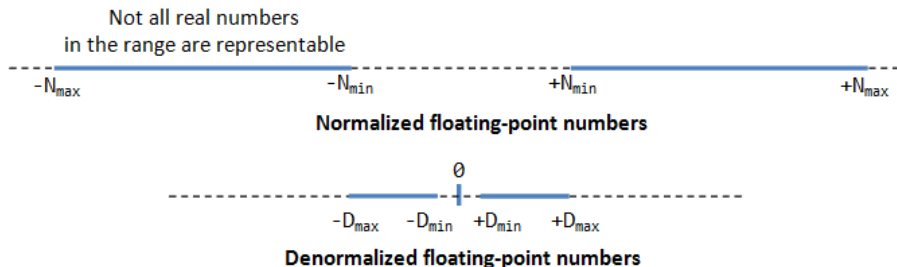 Not all real numbers
in the range are representable
-Nmax -Nmin +Nmin +Nmax
Normalized floating-point numbers
0
-Dmax -Dmin +Dmin +Dmax
Denormalized floating-point numbers